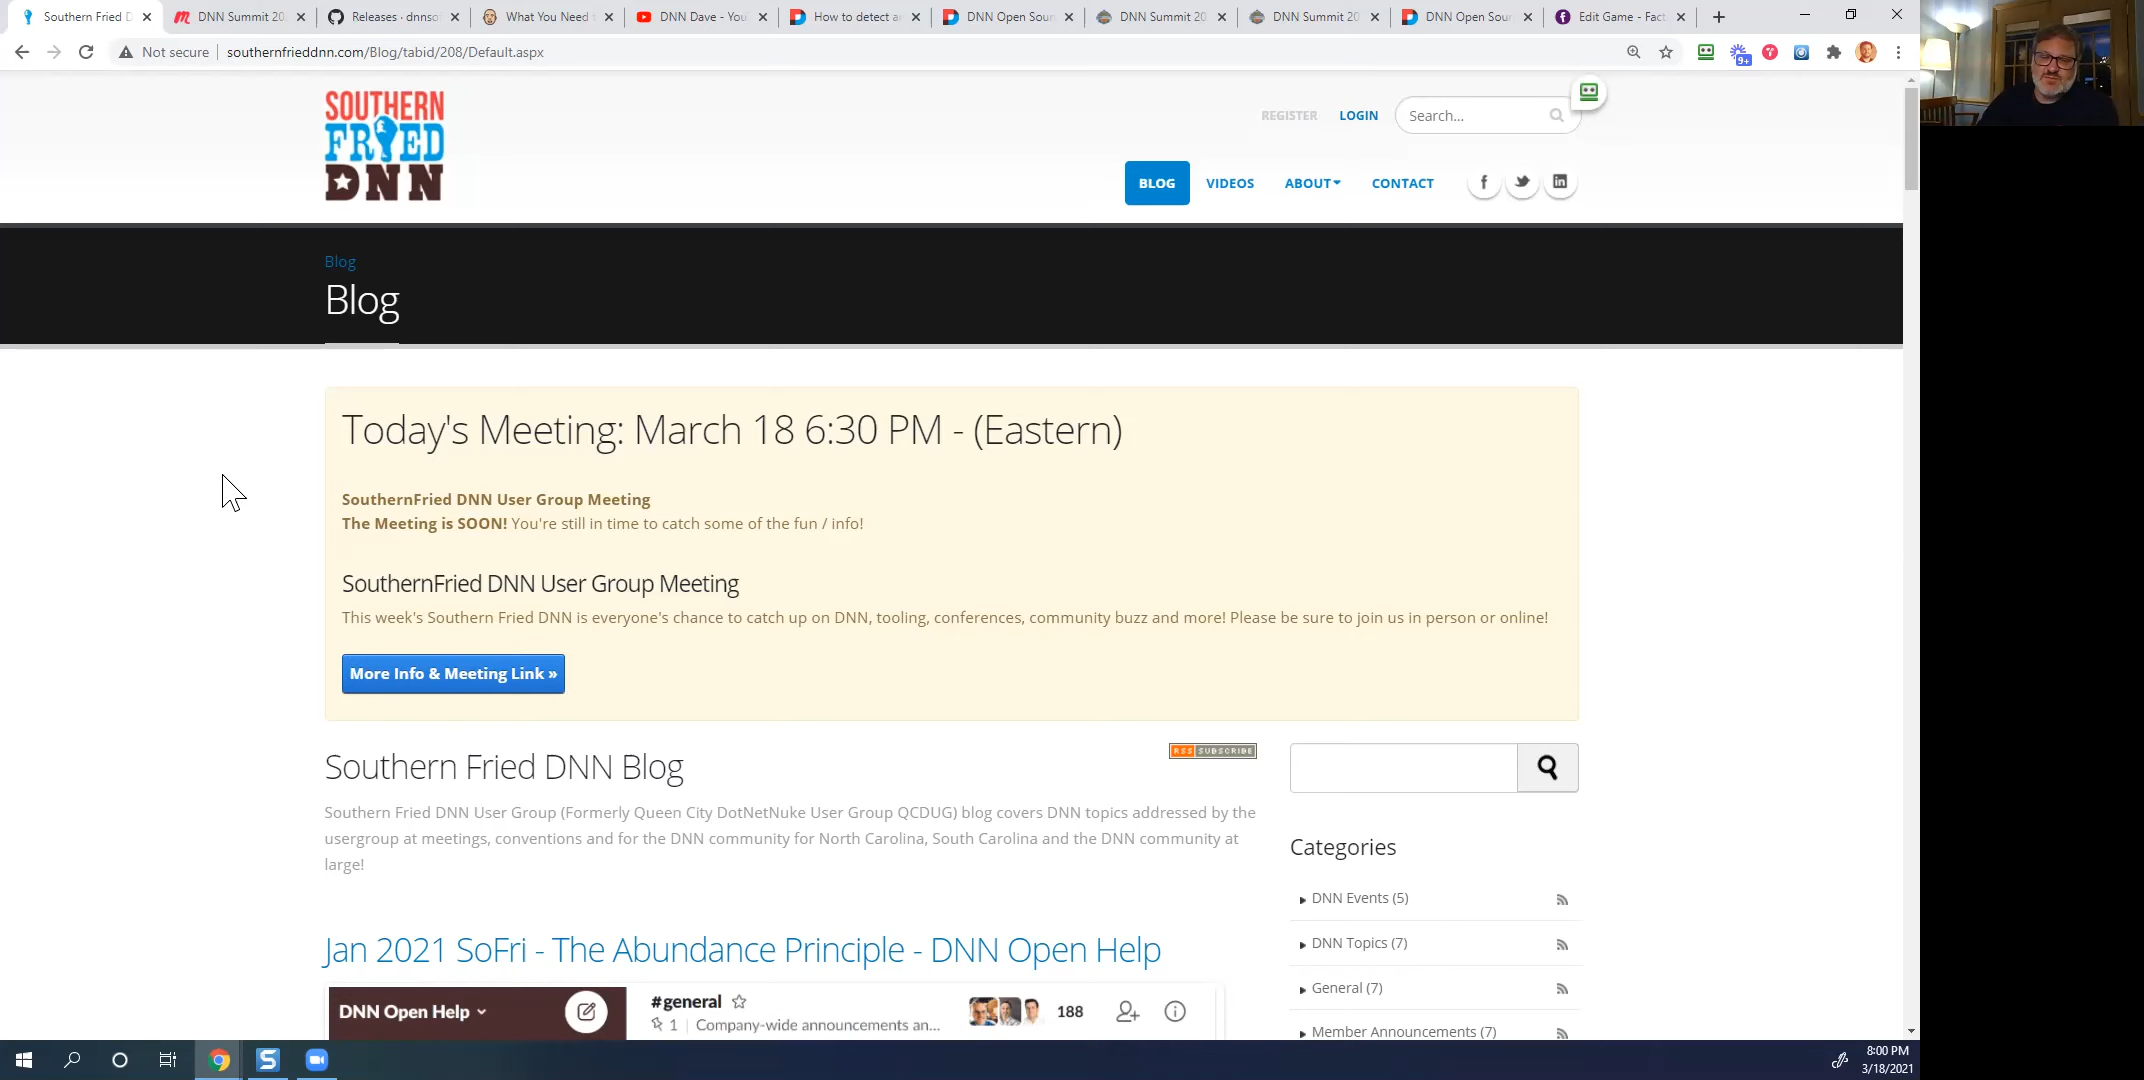 Southern Fried D
DNN Summit 20
Releases · dnnsof
What You Need t
DNN Dave - You
How to detect a
DNN Open Sour
DNN Summit 20
DNN Summit 20
DNN Open Sour
Edit Game - Fact
Not secure
southernfrieddnn.com/Blog/tabid/208/Default.aspx
9+
SOUTHERN
FRIED
DNN
REGISTER
LOGIN
Search...
BLOG
VIDEOS
ABOUT
CONTACT
Blog
Blog
Today's Meeting: March 18 6:30 PM - (Eastern)
SouthernFried DNN User Group Meeting
The Meeting is SOON! You're still in time to catch some of the fun / info!
SouthernFried DNN User Group Meeting
This week's Southern Fried DNN is everyone's chance to catch up on DNN, tooling, conferences, community buzz and more! Please be sure to join us in person or online!
More Info & Meeting Link »
Southern Fried DNN Blog
RSS SUBSCRIBE
Southern Fried DNN User Group (Formerly Queen City DotNetNuke User Group QCDUG) blog covers DNN topics addressed by the
usergroup at meetings, conventions and for the DNN community for North Carolina, South Carolina and the DNN community at
large!
Categories
DNN Events (5)
DNN Topics (7)
General (7)
Member Announcements (7)
Jan 2021 SoFri - The Abundance Principle - DNN Open Help
DNN Open Help
#general
188
1 | Company-wide announcements an...
8:00 PM
3/18/2021